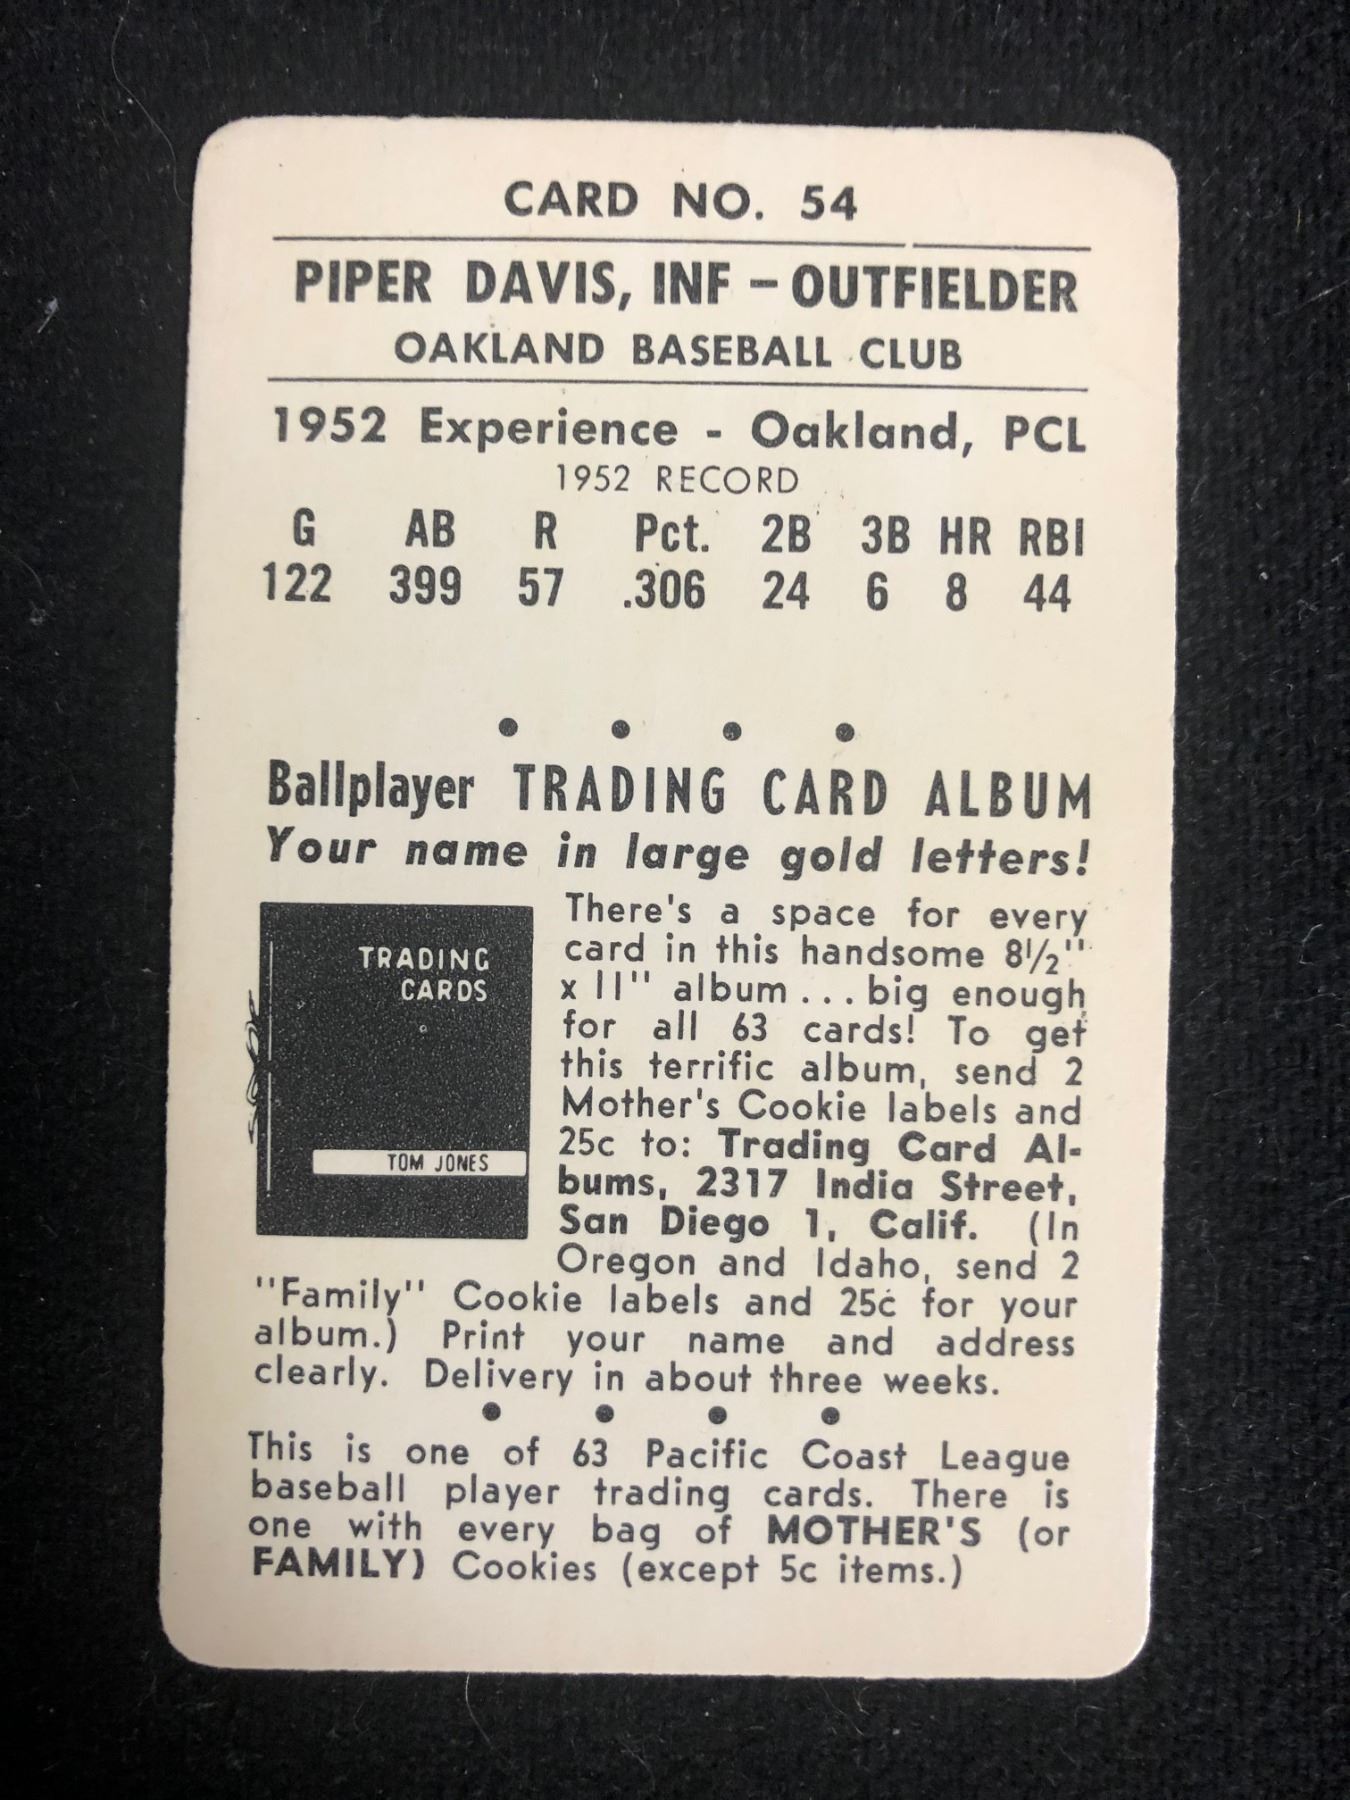 CARD NO. 54
PIPER DAVIS, INF – OUTFIELDER
OAKLAND BASEBALL CLUB
1952 Experience - Oakland, PCL
1952 RECORD
G AB R Pct. 2B 3B HR RBI
122 399 57 .306 24 6 8 44
Ballplayer TRADING CARD ALBUM
Your name in large gold letters!
TRADING
CARDS
TOM JONES
There's a space for every
card in this handsome 8½"
x 11" album ... big enough
for all 63 cards! To get
this terrific album, send 2
Mother's Cookie labels and
25c to: Trading Card Al-
bums, 2317 India Street,
San Diego 1, Calif. (In
Oregon and Idaho, send 2
"Family" Cookie labels and 25c for your
album.) Print your name and address
clearly. Delivery in about three weeks.
This is one of 63 Pacific Coast League
baseball player trading cards. There is
one with every bag of MOTHER'S (or
FAMILY) Cookies (except 5c items.)